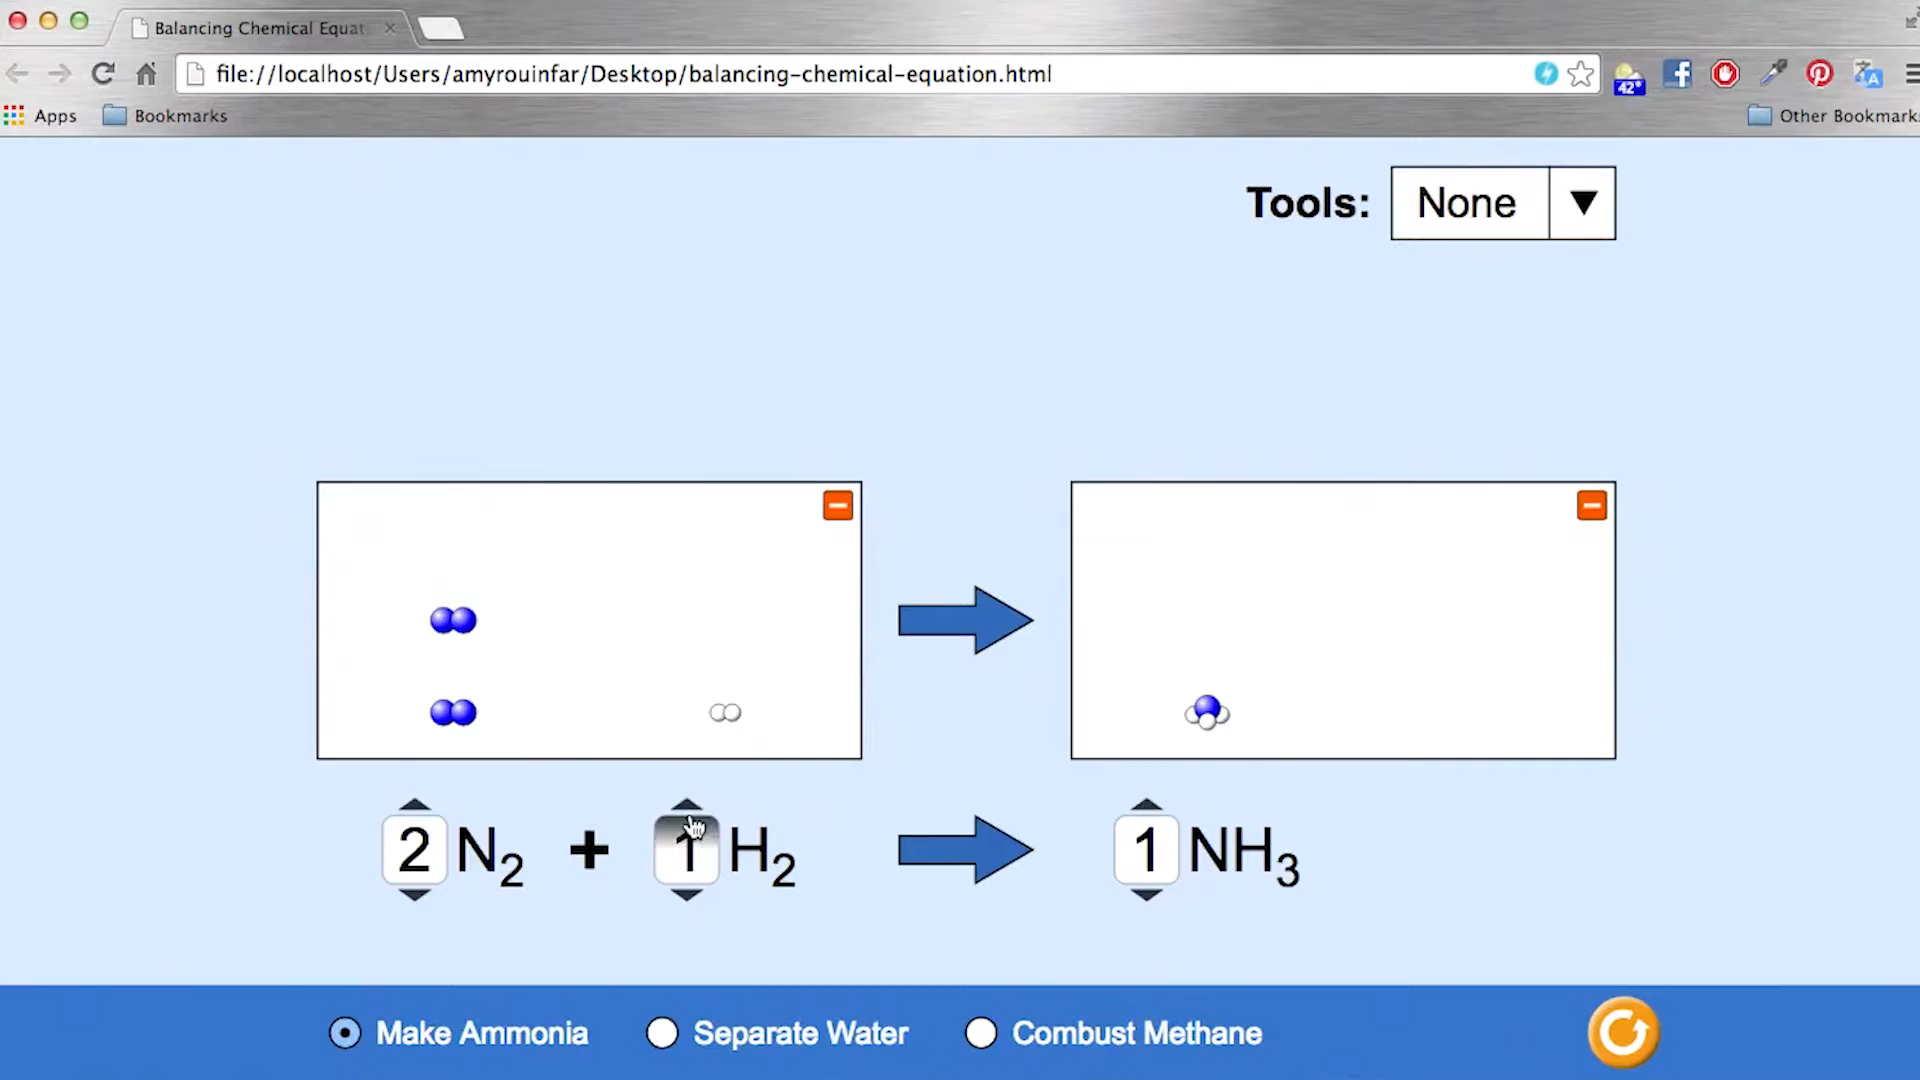 Balancing Chemical Equat
file://localhost/Users/amyrouinfar/Desktop/balancing-chemical-equation.html
42°
Apps Bookmarks Other Bookmark
Tools: None
2 N2 + 1 H2 1 NH3
Make Ammonia Separate Water Combust Methane